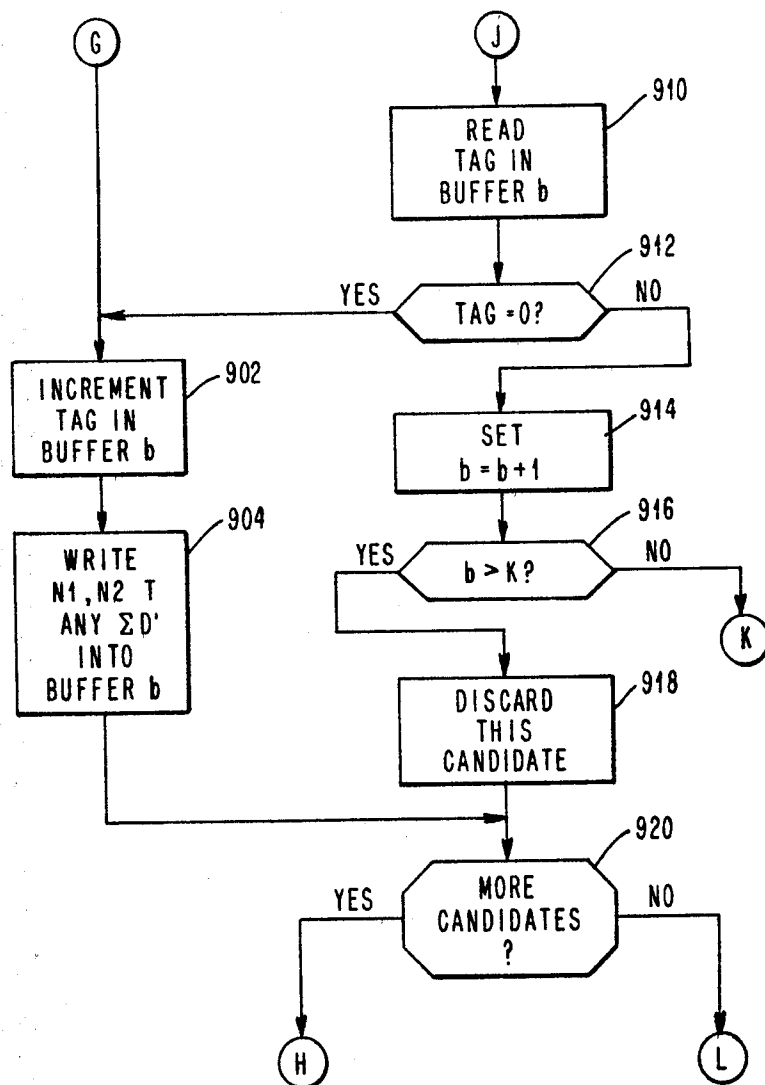 G
J
910
READ
TAG IN
BUFFER b
912
YES
TAG = 0?
NO
902
INCREMENT
TAG IN
BUFFER b
914
SET
b = b+1
904
WRITE
N1, N2 T
ANY ΣD'
INTO
BUFFER b
916
YES
b > K?
NO
K
918
DISCARD
THIS
CANDIDATE
920
YES
MORE
CANDIDATES
?
NO
H
L